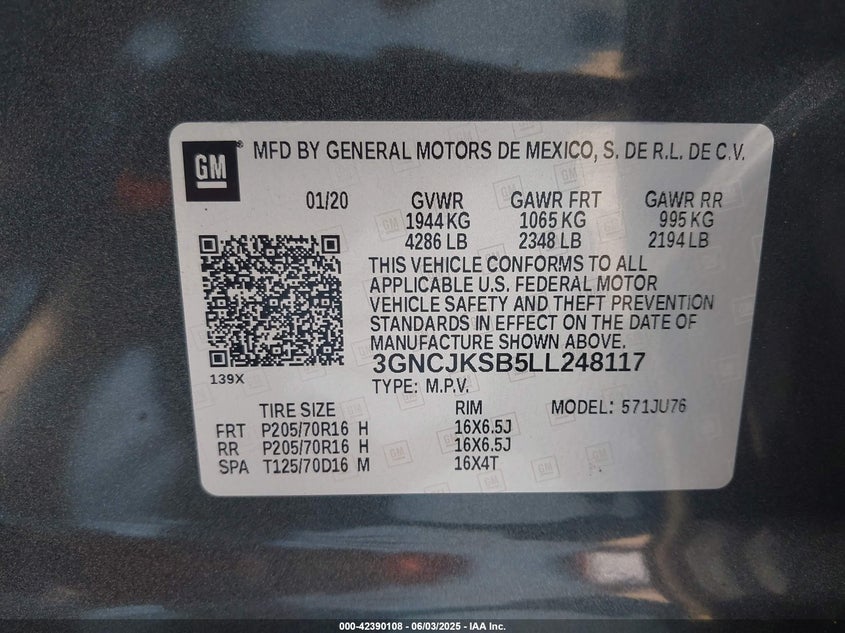 GM ® MFD BY GENERAL MOTORS DE MEXICO, S. DE R.L. DE C.V.
01/20 GVWR GAWR FRT GAWR RR
1944 KG 1065 KG 995 KG
4286 LB 2348 LB 2194 LB
THIS VEHICLE CONFORMS TO ALL
APPLICABLE U.S. FEDERAL MOTOR
VEHICLE SAFETY AND THEFT PREVENTION
STANDARDS IN EFFECT ON THE DATE OF
MANUFACTURE SHOWN ABOVE.
3GNCJKSB5LL248117
139X TYPE: M.P.V.
TIRE SIZE RIM MODEL: 571JU76
FRT P205/70R16 H 16X6.5J
RR P205/70R16 H 16X6.5J
SPA T125/70D16 M 16X4T
000-42390108 - 06/03/2025 - IAA Inc.